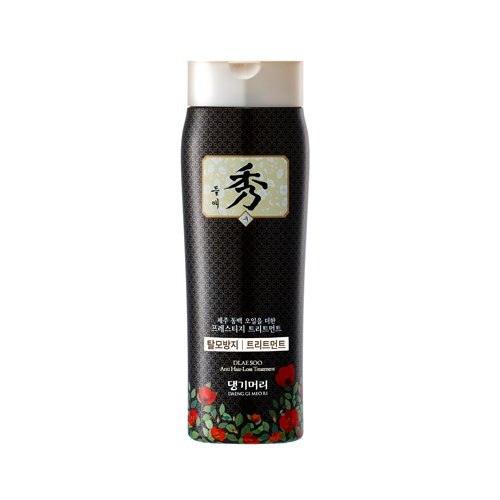 秀
들애
제주 동백 오일을 더한
프레스티지 트리트먼트
탈모방지 | 트리트먼트
DLAE SOO
Anti Hair-Loss Treatment
댕기머리
DAENG GI MEO RI